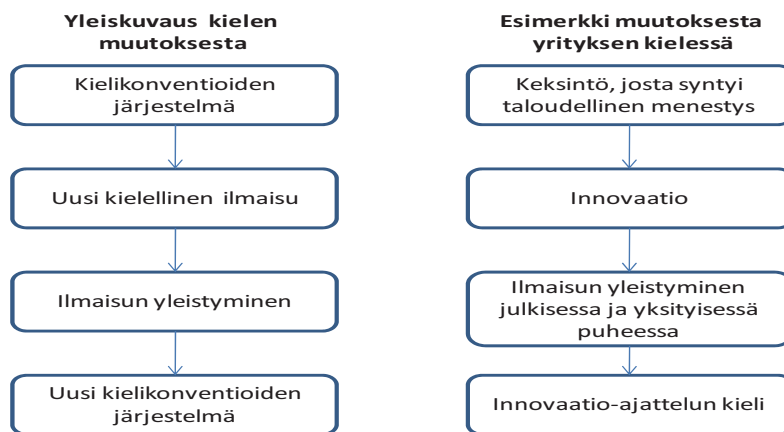 Yleiskuvaus kielen
muutoksesta
Kielikonventioiden
järjestelmä
Uusi kielellinen ilmaisu
Ilmaisun yleistyminen
Uusi kielikonventioiden
järjestelmä
Esimerkki muutoksesta
yrityksen kielessä
Keksintö, josta syntyi
taloudellinen menestys
Innovaatio
Ilmaisun yleistyminen
julkisessa ja yksityisessä
puheessa
Innovaatio-ajattelun kieli